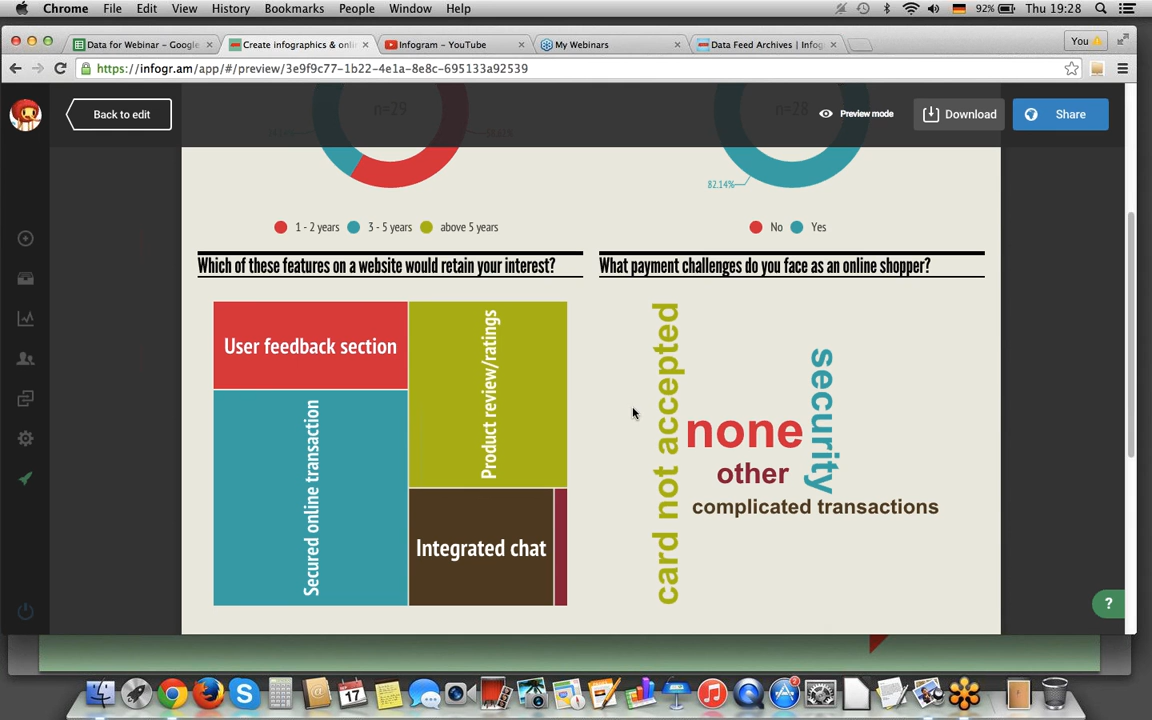 Chrome File Edit View History Bookmarks People Window Help
92% Thu 19:28
Data for Webinar - Google
Create infographics & onli
Infogram - YouTube
My Webinars
Data Feed Archives | Infog
You
https://infogr.am/app/#/preview/3e9f9c77-1b22-4e1a-8e8c-695133a92539
Back to edit
Preview mode
Download
Share
n=29
n=28
82.14%
1 - 2 years 3 - 5 years above 5 years
No Yes
Which of these features on a website would retain your interest?
What payment challenges do you face as an online shopper?
User feedback section
Product review/ratings
Secured online transaction
Integrated chat
card not accepted
none
security
other
complicated transactions
?
17